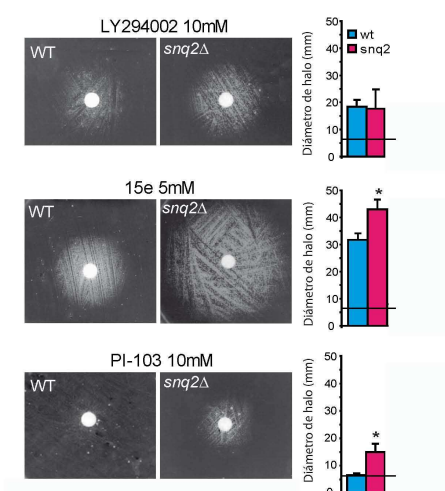 LY294002 10mM
WT
snq2Δ
Diámetro de halo (mm)
50
40
30
20
10
0
wt
snq2
15e 5mM
WT
snq2Δ
Diámetro de halo (mm)
50
40
30
20
10
0
*
PI-103 10mM
WT
snq2Δ
Diámetro de halo (mm)
50
40
30
20
10
0
*